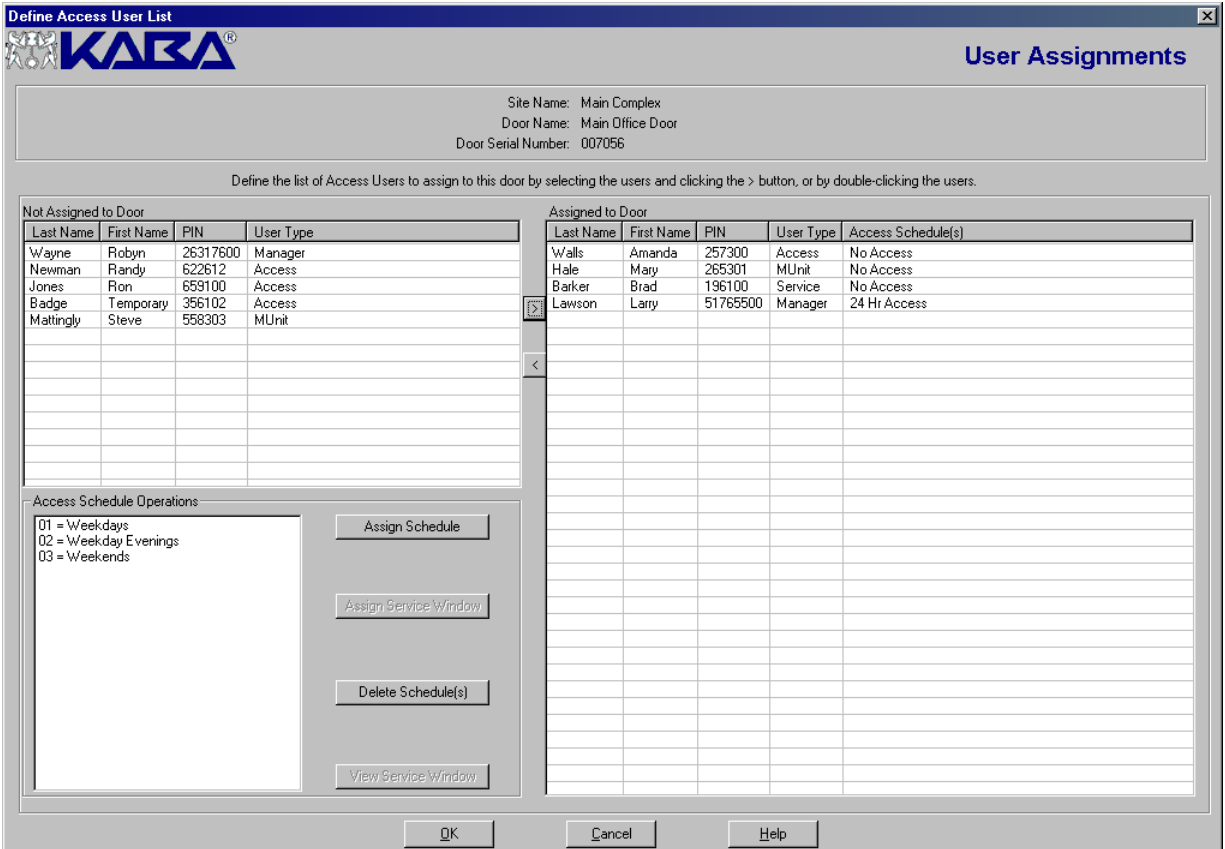 Define Access User List
KABA®
User Assignments
Site Name: Main Complex
Door Name: Main Office Door
Door Serial Number: 007056
Define the list of Access Users to assign to this door by selecting the users and clicking the > button, or by double-clicking the users.
Not Assigned to Door
Last Name First Name PIN User Type
Wayne Robyn 26317600 Manager
Newman Randy 622612 Access
Jones Ron 659100 Access
Badge Temporary 356102 Access
Mattingly Steve 558303 MUnit
>
<
Assigned to Door
Last Name First Name PIN User Type Access Schedule(s)
Walls Amanda 257300 Access No Access
Hale Mary 265301 MUnit No Access
Barker Brad 196100 Service No Access
Lawson Larry 51765500 Manager 24 Hr Access
Access Schedule Operations
01 = Weekdays
02 = Weekday Evenings
03 = Weekends
Assign Schedule
Assign Service Window
Delete Schedule(s)
View Service Window
OK Cancel Help